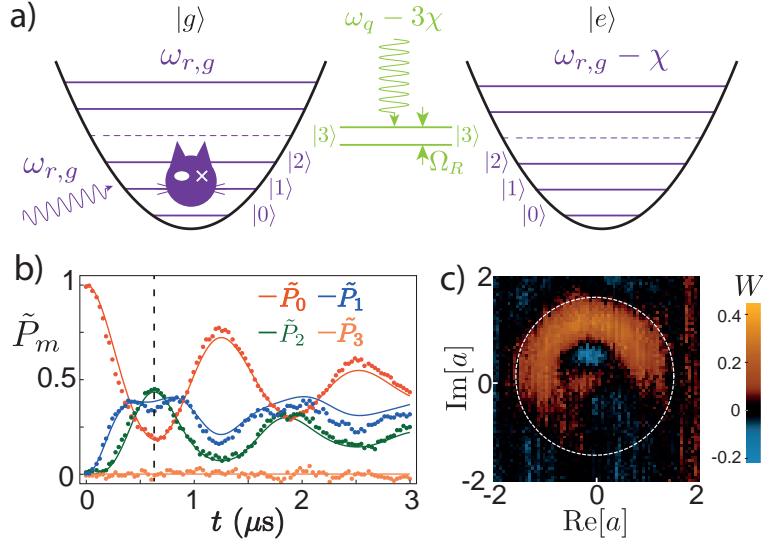 a)
|g⟩
ω_q − 3χ
|e⟩
ω_{r,g}
ω_{r,g} − χ
|3⟩ |3⟩
Ω_R
ω_{r,g}
|2⟩ |2⟩
|1⟩ |1⟩
|0⟩ |0⟩
b)
1
P̃_m
0.5
0
P̃_0 P̃_1
P̃_2 P̃_3
0 1 2 3
t (μs)
c)
2
Im[a]
0
-2
-2 0 2
Re[a]
W
0.4
0.2
0
-0.2